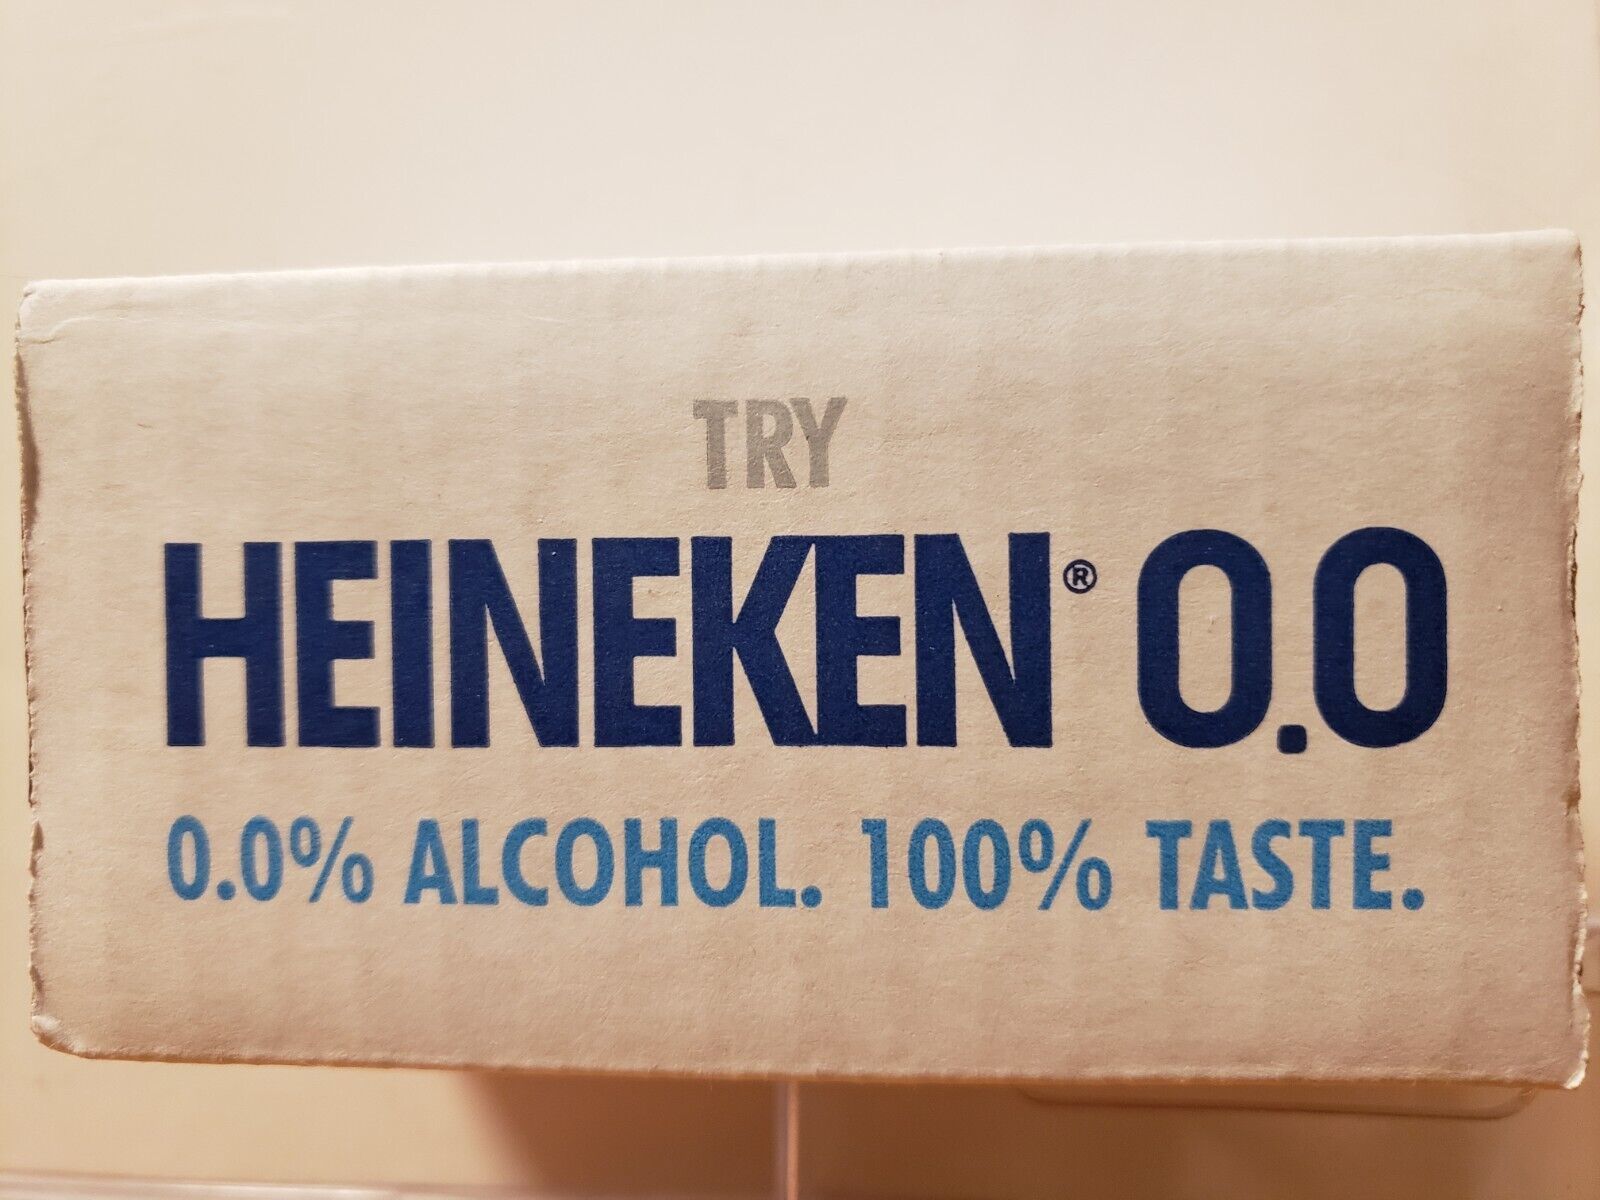 TRY
HEINEKEN® 0.0
0.0% ALCOHOL. 100% TASTE.